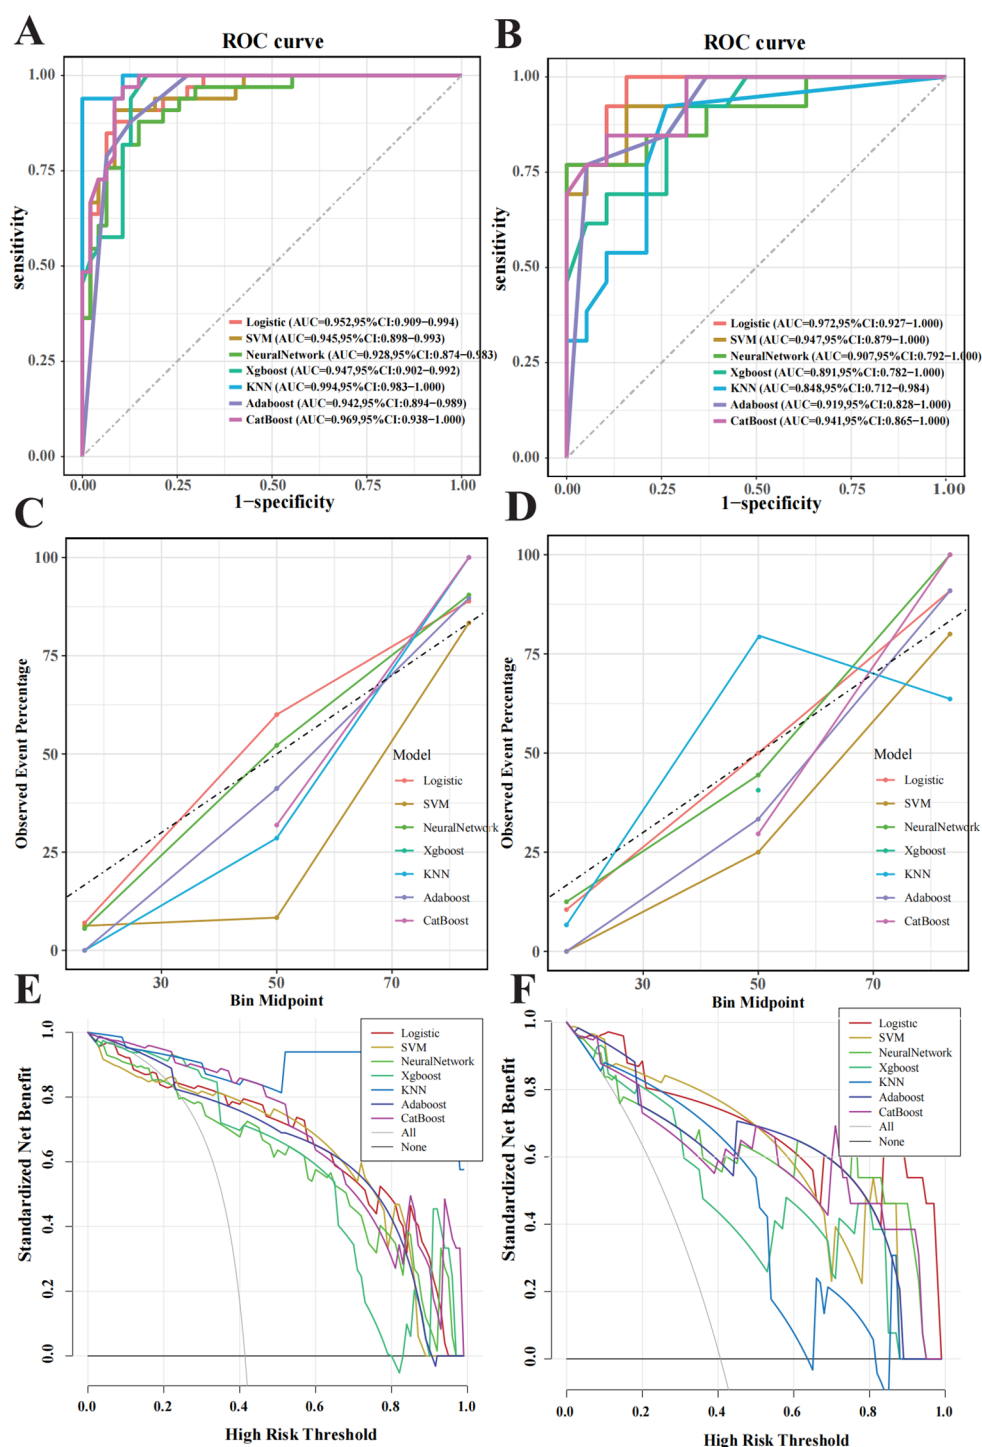 A
ROC curve
1.00
0.75
0.50
0.25
0.00
sensitivity
Logistic (AUC=0.952,95%CI:0.909−0.994)
SVM (AUC=0.945,95%CI:0.898−0.993)
NeuralNetwork (AUC=0.928,95%CI:0.874−0.983)
Xgboost (AUC=0.947,95%CI:0.902−0.992)
KNN (AUC=0.994,95%CI:0.983−1.000)
Adaboost (AUC=0.942,95%CI:0.894−0.989)
CatBoost (AUC=0.969,95%CI:0.938−1.000)
0.00 0.25 0.50 0.75 1.00
1−specificity
B
ROC curve
1.00
0.75
0.50
0.25
0.00
sensitivity
Logistic (AUC=0.972,95%CI:0.927−1.000)
SVM (AUC=0.947,95%CI:0.879−1.000)
NeuralNetwork (AUC=0.907,95%CI:0.792−1.000)
Xgboost (AUC=0.891,95%CI:0.782−1.000)
KNN (AUC=0.848,95%CI:0.712−0.984)
Adaboost (AUC=0.919,95%CI:0.828−1.000)
CatBoost (AUC=0.941,95%CI:0.865−1.000)
0.00 0.25 0.50 0.75 1.00
1−specificity
C
100
75
50
25
0
Observed Event Percentage
Model
Logistic
SVM
NeuralNetwork
Xgboost
KNN
Adaboost
CatBoost
30 50 70
Bin Midpoint
D
100
75
50
25
0
Observed Event Percentage
Model
Logistic
SVM
NeuralNetwork
Xgboost
KNN
Adaboost
CatBoost
30 50 70
Bin Midpoint
E
1.0
0.8
0.6
0.4
0.2
0.0
Standardized Net Benefit
Logistic
SVM
NeuralNetwork
Xgboost
KNN
Adaboost
CatBoost
All
None
0.0 0.2 0.4 0.6 0.8 1.0
High Risk Threshold
F
1.0
0.8
0.6
0.4
0.2
0.0
Standardized Net Benefit
Logistic
SVM
NeuralNetwork
Xgboost
KNN
Adaboost
CatBoost
All
None
0.0 0.2 0.4 0.6 0.8 1.0
High Risk Threshold